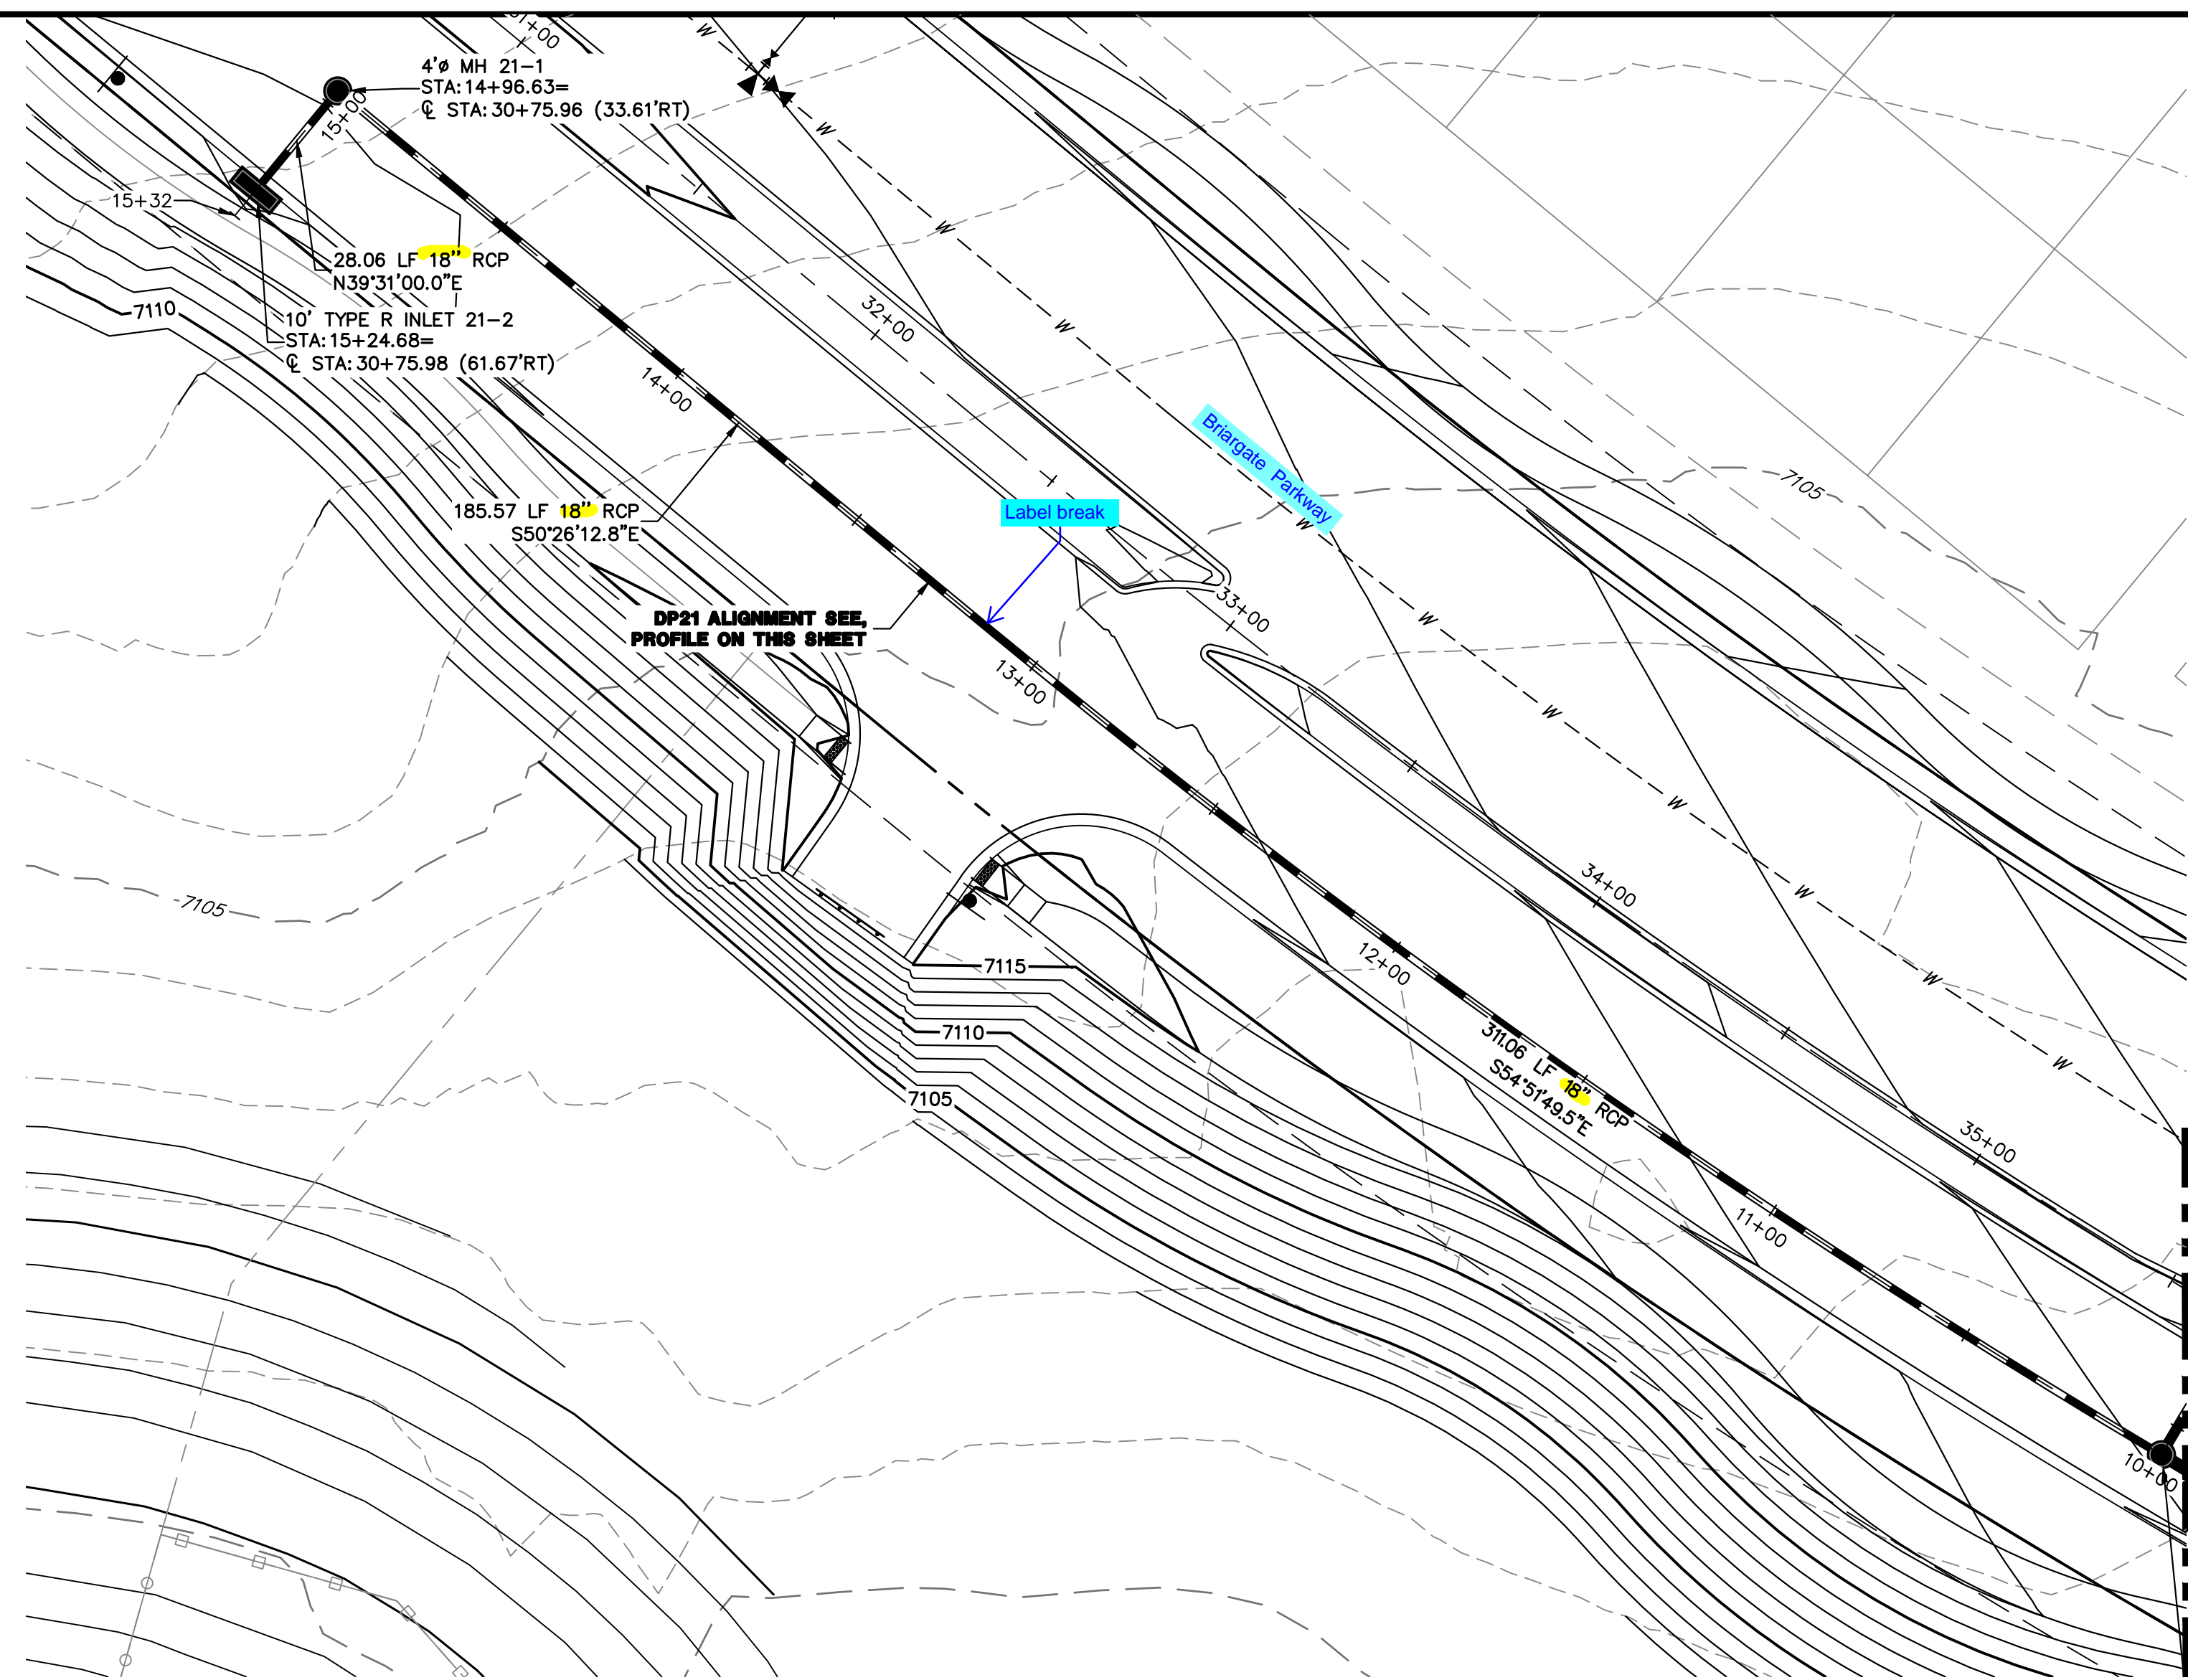 31+00
4'ø MH 21-1
STA:14+96.63=
℄ STA:30+75.96 (33.61'RT)
15+00
15+32
28.06 LF 18" RCP
N39°31'00.0"E
10' TYPE R INLET 21-2
STA:15+24.68=
℄ STA:30+75.98 (61.67'RT)
7110
W
W
W
W
32+00
14+00
Briargate Parkway
W
7105
185.57 LF 18" RCP
S50°26'12.8"E
Label break
DP21 ALIGNMENT SEE,
PROFILE ON THIS SHEET
33+00
W
13+00
W
W
34+00
W
7105
7115
12+00
W
7110
311.06 LF 18" RCP
S54°51'49.5"E
W
7105
35+00
11+00
10+00